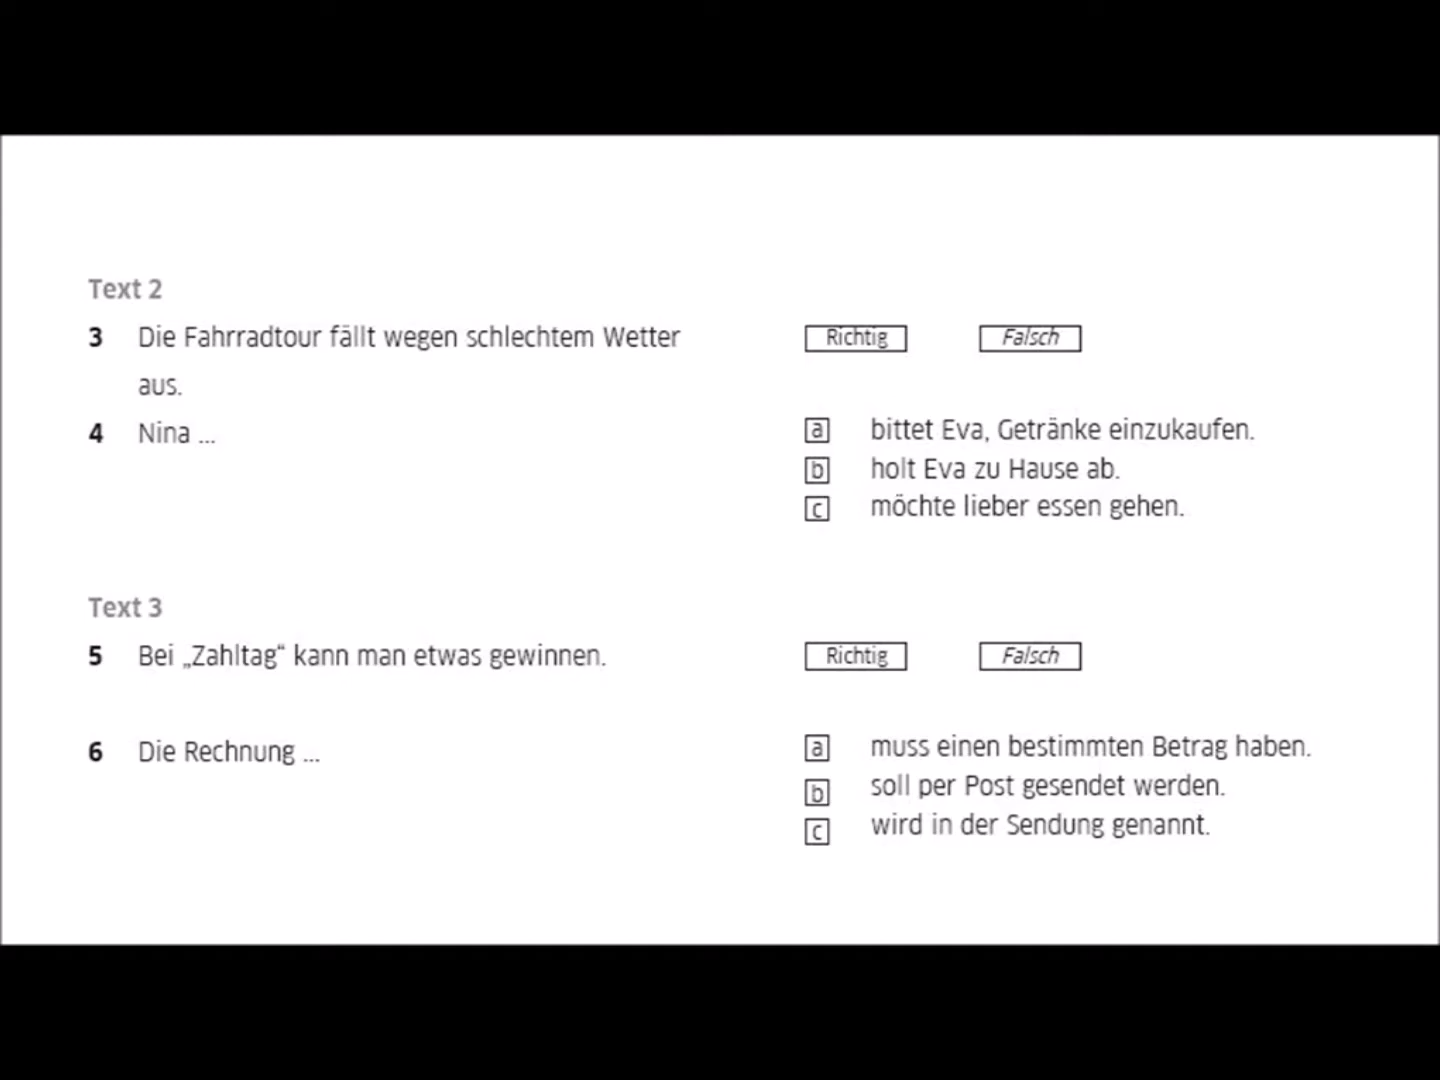 Text 2
3 Die Fahrradtour fällt wegen schlechtem Wetter Richtig Falsch
aus.
4 Nina ... a bittet Eva, Getränke einzukaufen.
b holt Eva zu Hause ab.
c möchte lieber essen gehen.
Text 3
5 Bei „Zahltag“ kann man etwas gewinnen. Richtig Falsch
6 Die Rechnung ... a muss einen bestimmten Betrag haben.
b soll per Post gesendet werden.
c wird in der Sendung genannt.